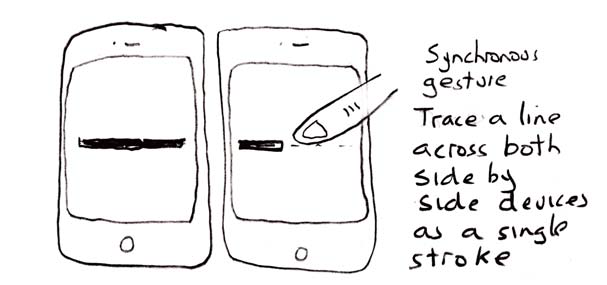 Synchronous
gesture
Trace a line
across both
side by
side devices
as a single
stroke